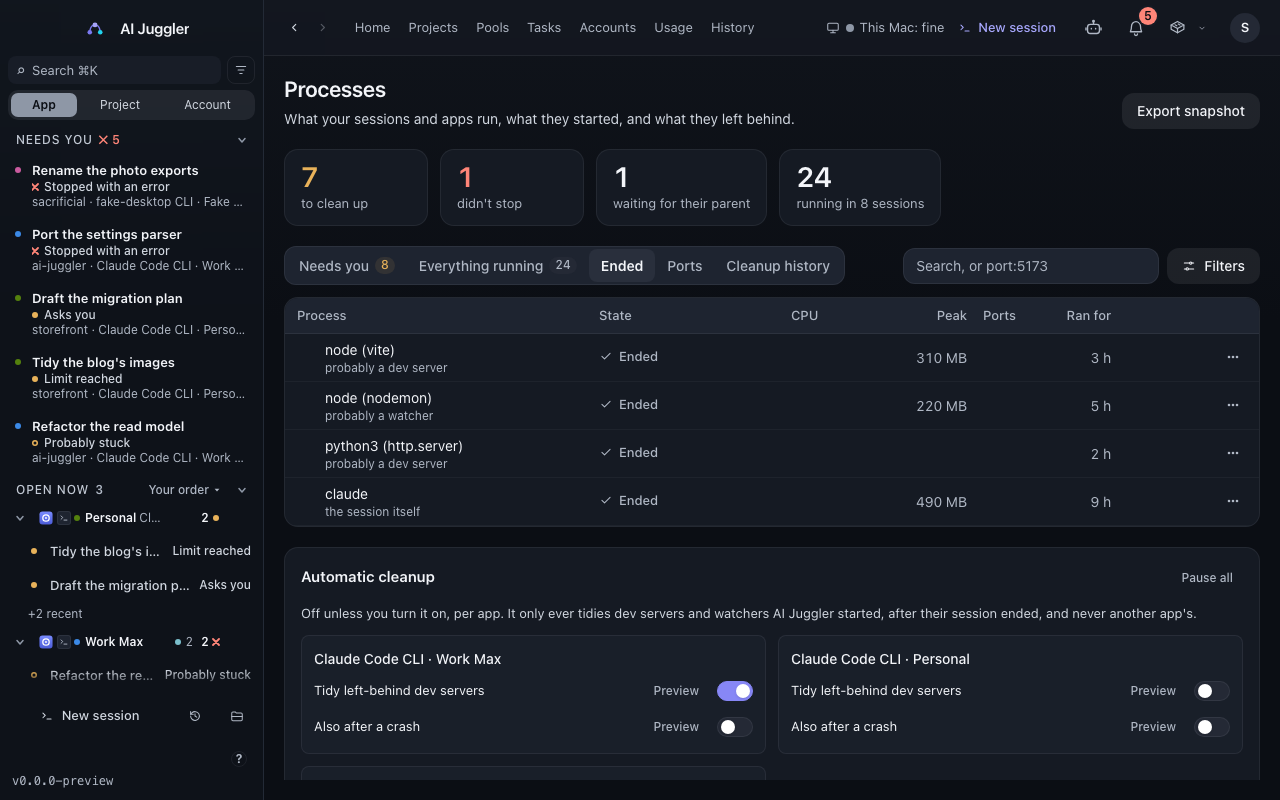 AI Juggler
Search ⌘K
App Project Account
NEEDS YOU 5
Rename the photo exports
Stopped with an error
sacrificial · fake-desktop CLI · Fake ...
Port the settings parser
Stopped with an error
ai-juggler · Claude Code CLI · Work ...
Draft the migration plan
Asks you
storefront · Claude Code CLI · Perso...
Tidy the blog's images
Limit reached
storefront · Claude Code CLI · Perso...
Refactor the read model
Probably stuck
ai-juggler · Claude Code CLI · Work ...
OPEN NOW 3 Your order
Personal Cl... 2
Tidy the blog's i... Limit reached
Draft the migration p... Asks you
+2 recent
Work Max 2 2
Refactor the re... Probably stuck
New session
?
v0.0.0-preview
Home Projects Pools Tasks Accounts Usage History This Mac: fine New session 5 S
Processes
What your sessions and apps run, what they started, and what they left behind.
Export snapshot
7
to clean up
1
didn't stop
1
waiting for their parent
24
running in 8 sessions
Needs you 8 Everything running 24 Ended Ports Cleanup history
Search, or port:5173
Filters
Process State CPU Peak Ports Ran for
node (vite)
probably a dev server
Ended 310 MB 3 h
node (nodemon)
probably a watcher
Ended 220 MB 5 h
python3 (http.server)
probably a dev server
Ended 2 h
claude
the session itself
Ended 490 MB 9 h
Automatic cleanup Pause all
Off unless you turn it on, per app. It only ever tidies dev servers and watchers AI Juggler started, after their session ended, and never another app's.
Claude Code CLI · Work Max
Tidy left-behind dev servers Preview
Also after a crash Preview
Claude Code CLI · Personal
Tidy left-behind dev servers Preview
Also after a crash Preview